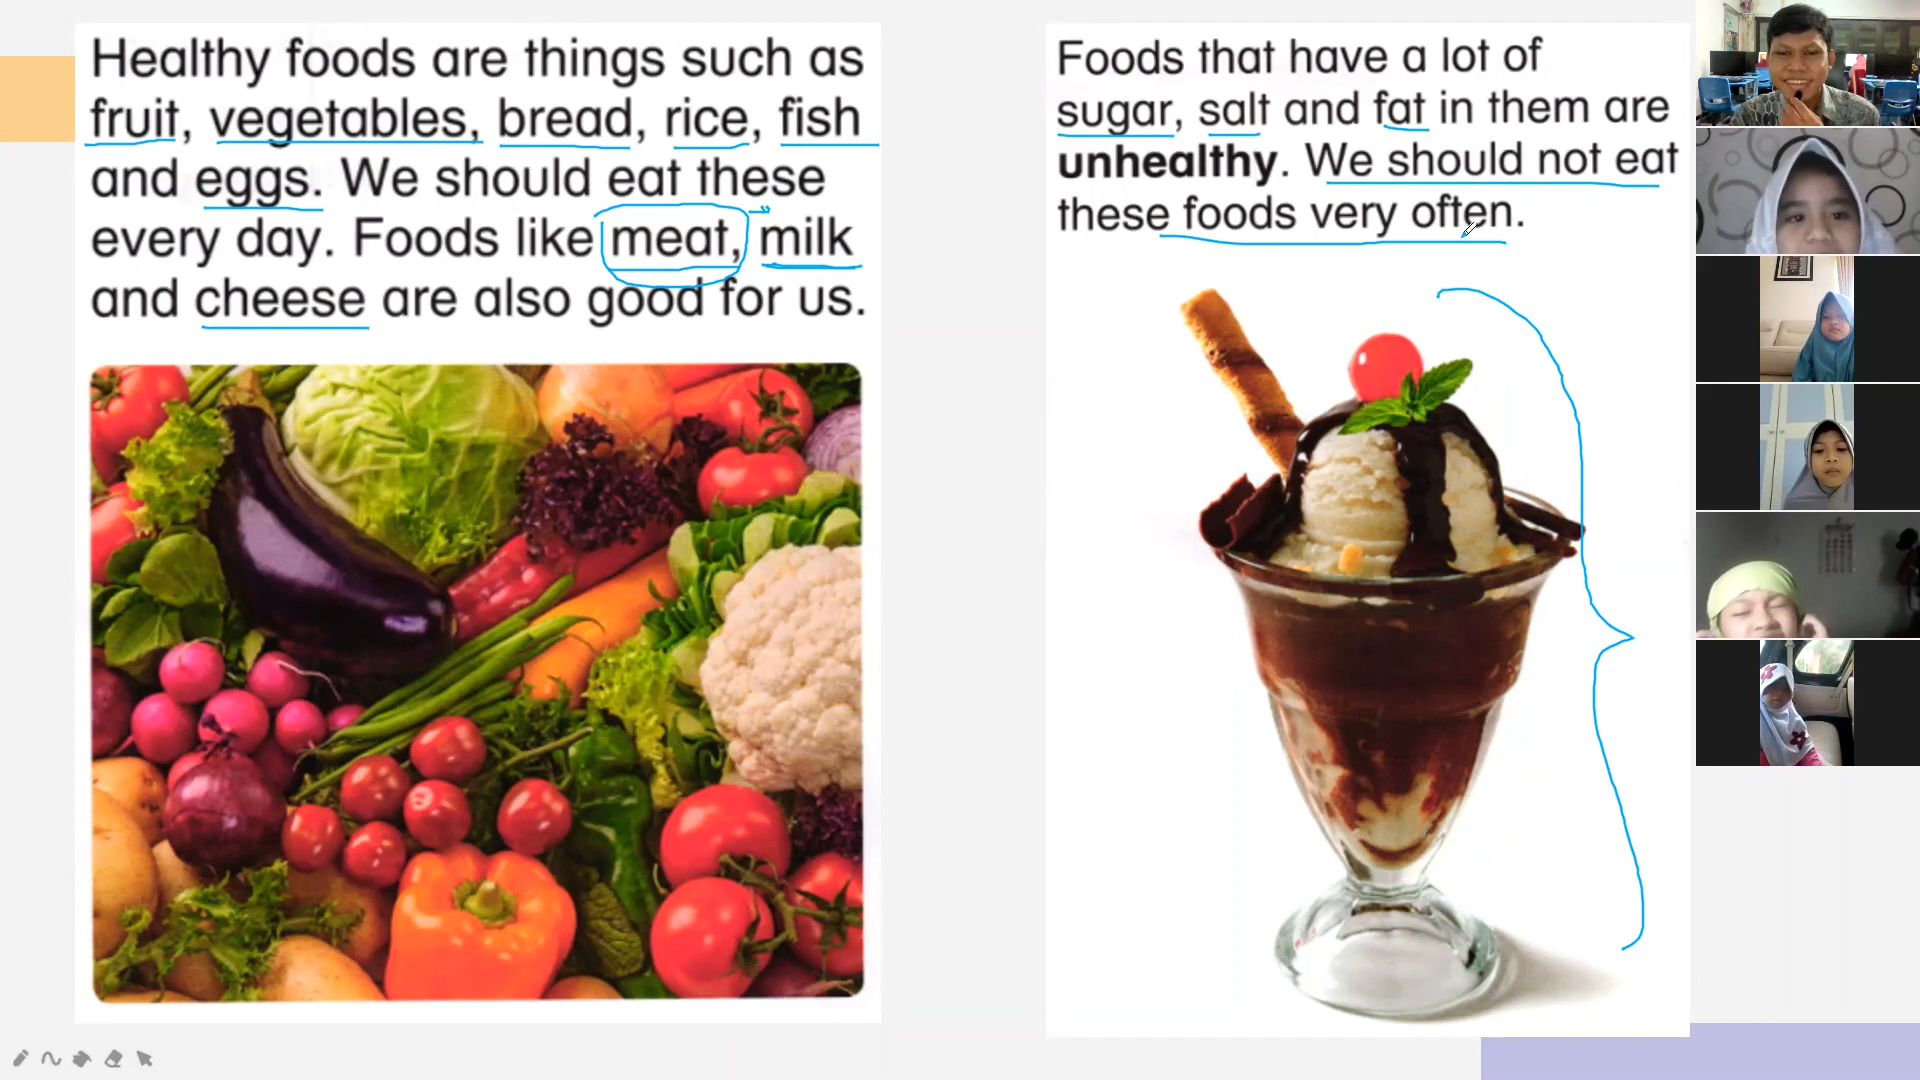 Healthy foods are things such as
fruit, vegetables, bread, rice, fish
and eggs. We should eat these
every day. Foods like meat, milk
and cheese are also good for us.
Foods that have a lot of
sugar, salt and fat in them are
unhealthy. We should not eat
these foods very often.